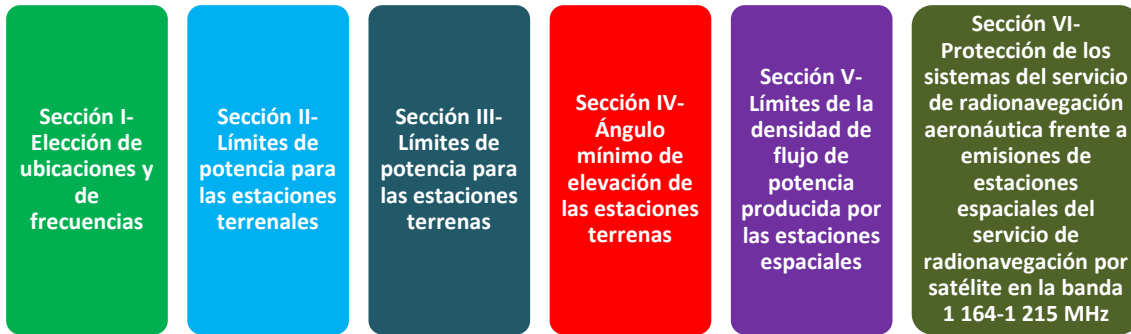 Sección I-
Elección de
ubicaciones y
de
frecuencias
Sección II-
Límites de
potencia para
las estaciones
terrenales
Sección III-
Límites de
potencia para
las estaciones
terrenas
Sección IV-
Ángulo
mínimo de
elevación de
las estaciones
terrenas
Sección V-
Límites de la
densidad de
flujo de
potencia
producida por
las estaciones
espaciales
Sección VI-
Protección de los
sistemas del servicio
de radionavegación
aeronáutica frente a
emisiones de
estaciones
espaciales del
servicio de
radionavegación por
satélite en la banda
1 164-1 215 MHz